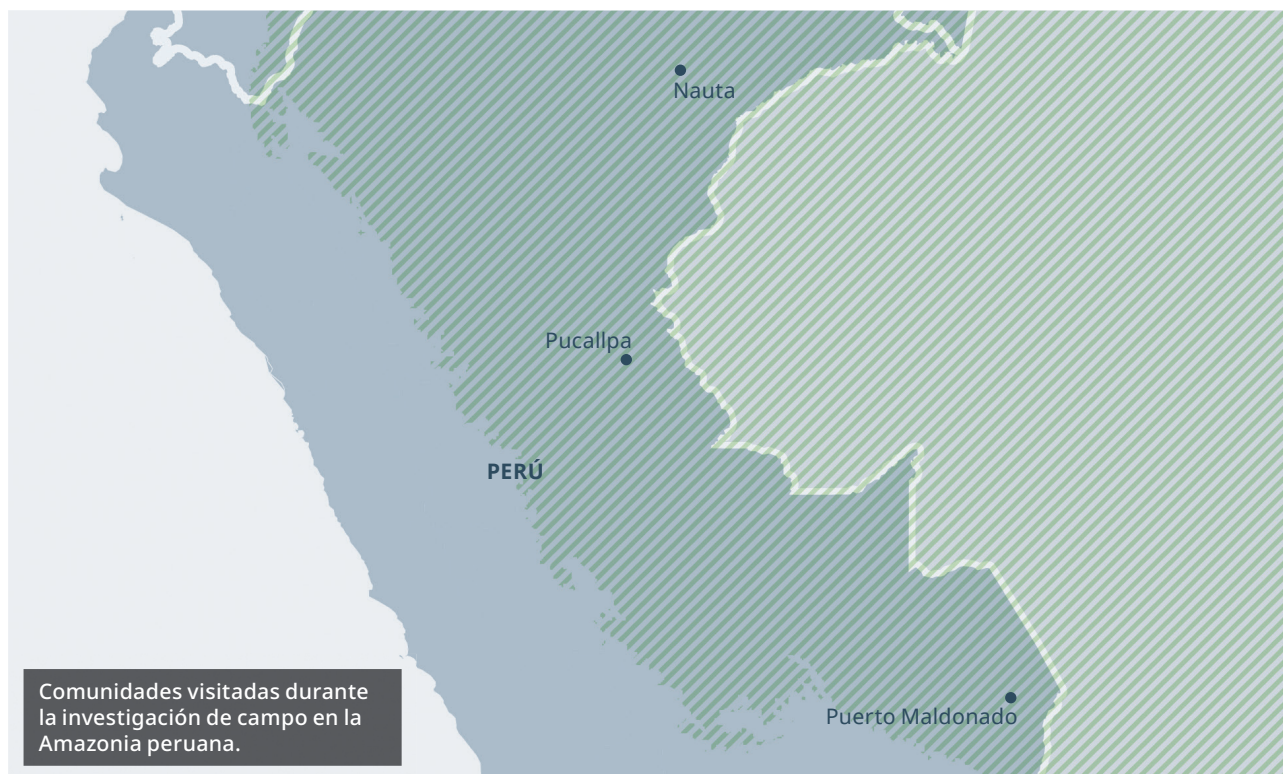 Nauta
Pucallpa
PERÚ
Comunidades visitadas durante
la investigación de campo en la
Amazonia peruana.
Puerto Maldonado